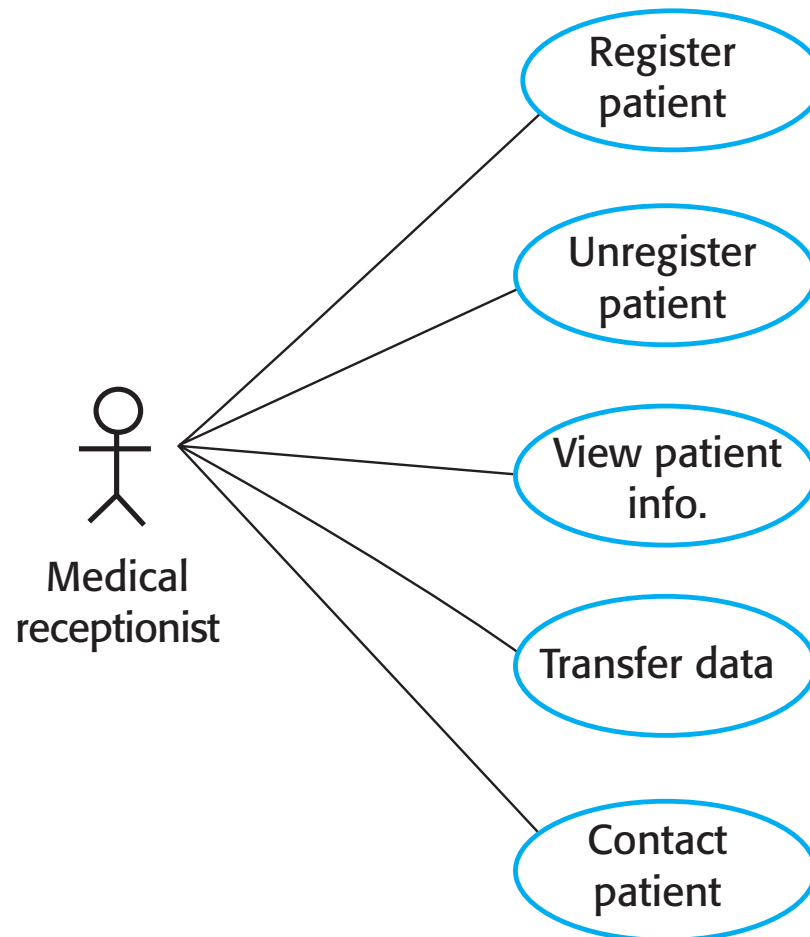 Register
patient
Unregister
patient
View patient
info.
Medical
receptionist
Transfer data
Contact
patient